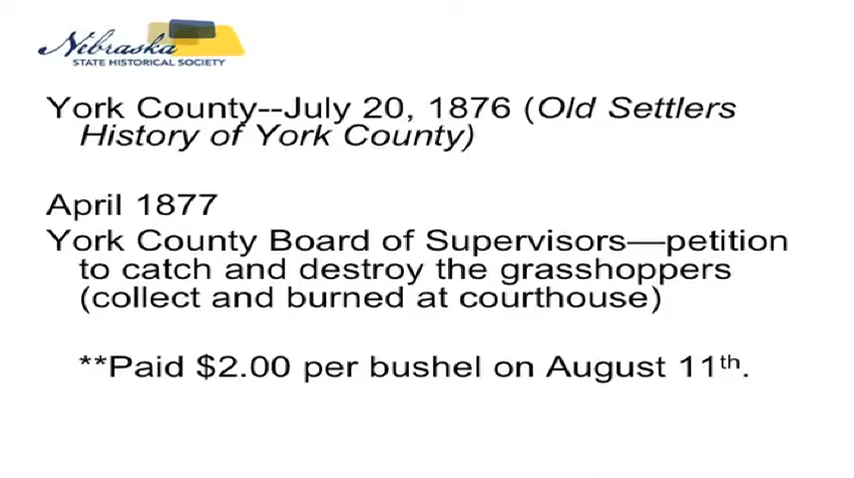 Nebraska
STATE HISTORICAL SOCIETY
York County--July 20, 1876 (Old Settlers
History of York County)
April 1877
York County Board of Supervisors—petition
to catch and destroy the grasshoppers
(collect and burned at courthouse)
**Paid $2.00 per bushel on August 11th.